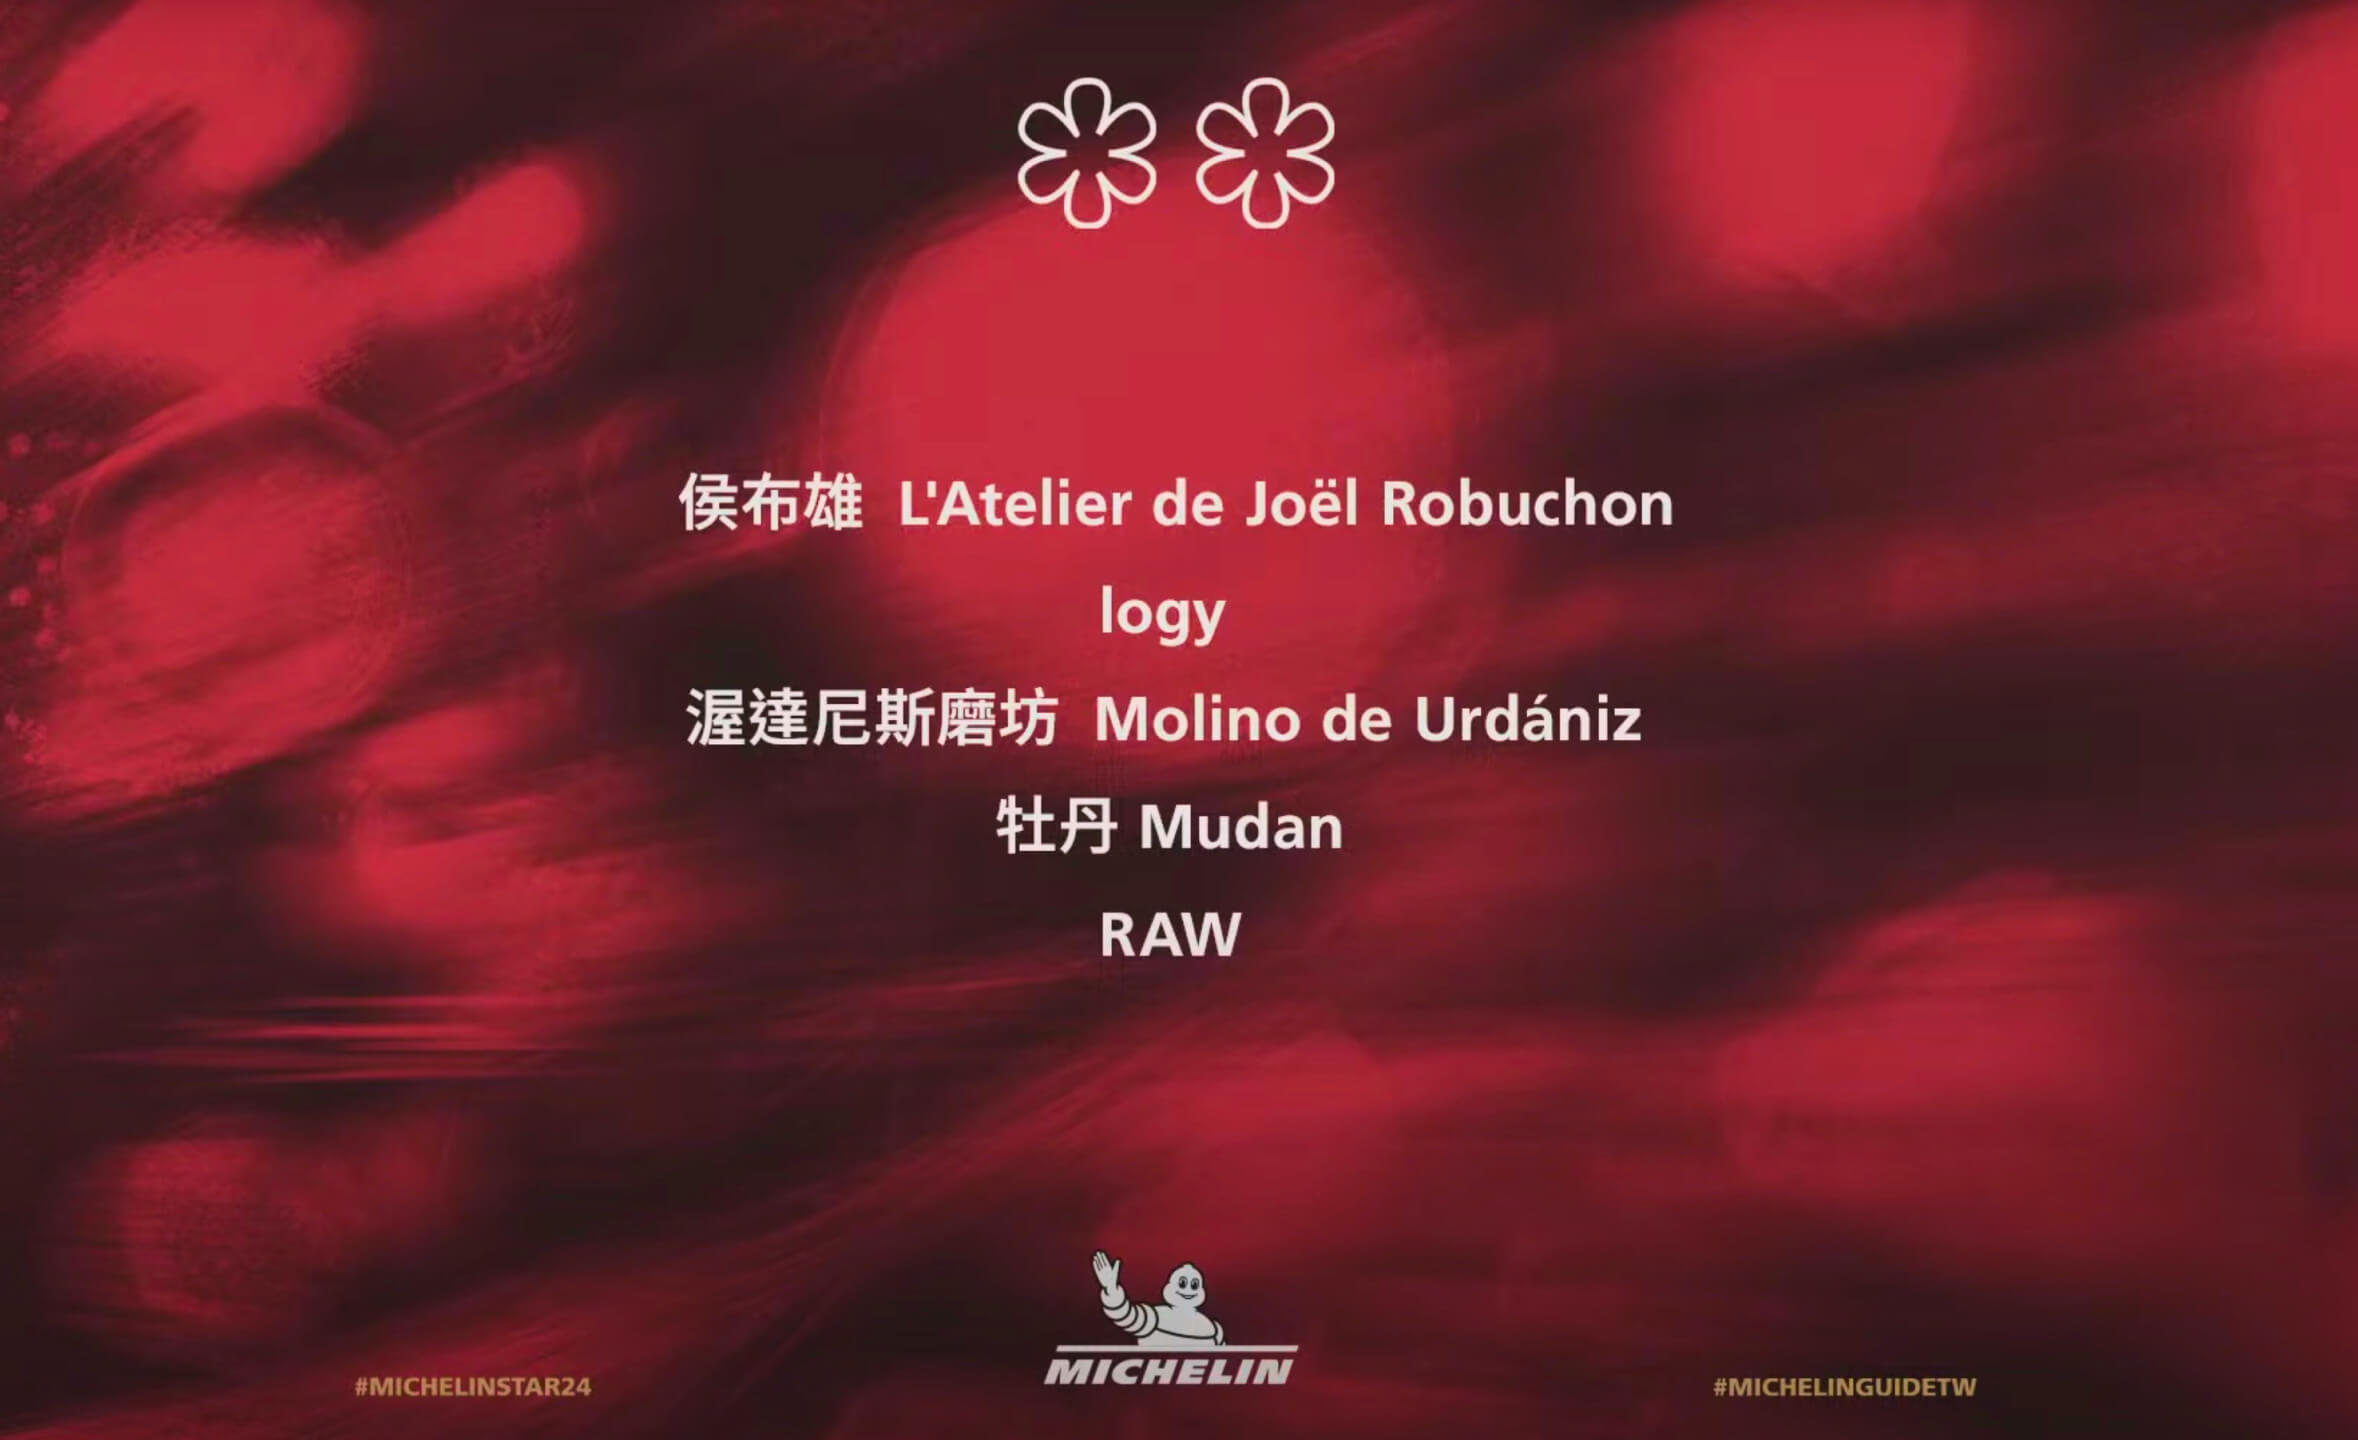 侯布雄 L'Atelier de Joël Robuchon
logy
渥達尼斯磨坊 Molino de Urdániz
牡丹 Mudan
RAW
MICHELIN
#MICHELINSTAR24
#MICHELINGUIDETW